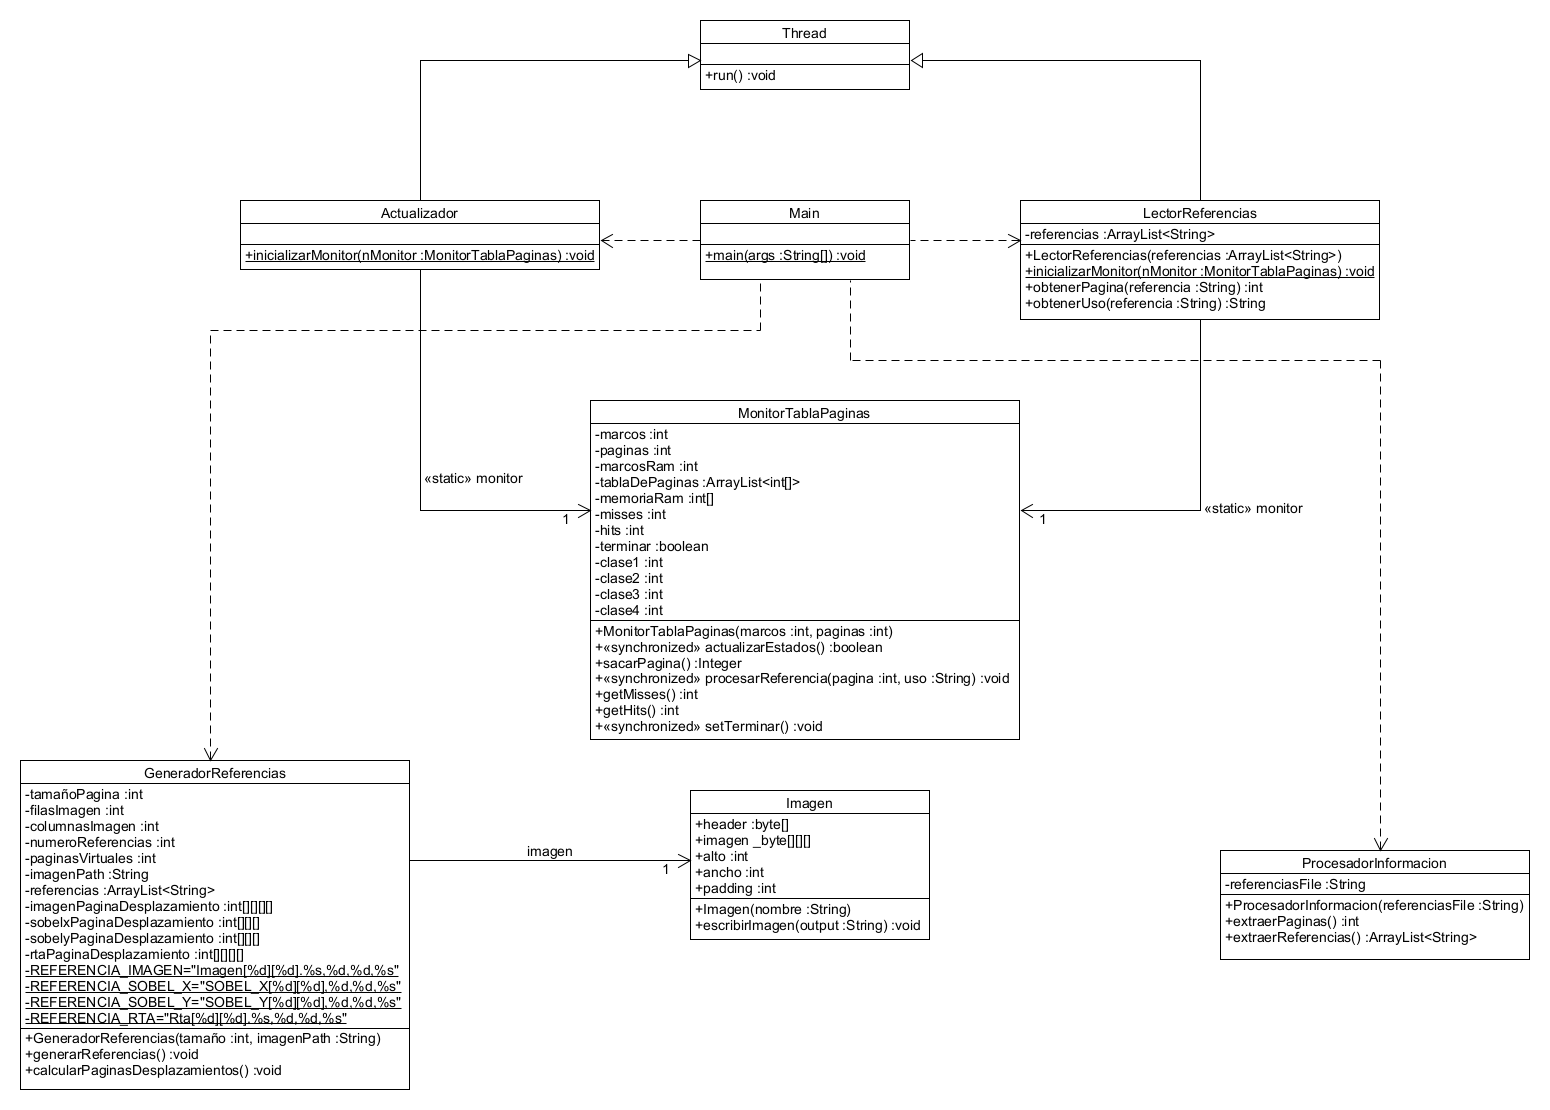 Thread
+run() :void
Actualizador
+inicializarMonitor(nMonitor :MonitorTablaPaginas) :void
Main
+main(args :String[]) :void
LectorReferencias
-referencias :ArrayList<String>
+LectorReferencias(referencias :ArrayList<String>)
+inicializarMonitor(nMonitor :MonitorTablaPaginas) :void
+obtenerPagina(referencia :String) :int
+obtenerUso(referencia :String) :String
«static» monitor
1
MonitorTablaPaginas
-marcos :int
-paginas :int
-marcosRam :int
-tablaDePaginas :ArrayList<int[]>
-memoriaRam :int[]
-misses :int
-hits :int
-terminar :boolean
-clase1 :int
-clase2 :int
-clase3 :int
-clase4 :int
+MonitorTablaPaginas(marcos :int, paginas :int)
+«synchronized» actualizarEstados() :boolean
+sacarPagina() :Integer
+«synchronized» procesarReferencia(pagina :int, uso :String) :void
+getMisses() :int
+getHits() :int
+«synchronized» setTerminar() :void
«static» monitor
1
GeneradorReferencias
-tamañoPagina :int
-filasImagen :int
-columnasImagen :int
-numeroReferencias :int
-paginasVirtuales :int
-imagenPath :String
-referencias :ArrayList<String>
-imagenPaginaDesplazamiento :int[][][][]
-sobelxPaginaDesplazamiento :int[][][]
-sobelyPaginaDesplazamiento :int[][][]
-rtaPaginaDesplazamiento :int[][][][]
-REFERENCIA_IMAGEN="Imagen[%d][%d].%s,%d,%d,%s"
-REFERENCIA_SOBEL_X="SOBEL_X[%d][%d],%d,%d,%s"
-REFERENCIA_SOBEL_Y="SOBEL_Y[%d][%d],%d,%d,%s"
-REFERENCIA_RTA="Rta[%d][%d].%s,%d,%d,%s"
+GeneradorReferencias(tamaño :int, imagenPath :String)
+generarReferencias() :void
+calcularPaginasDesplazamientos() :void
imagen
1
Imagen
+header :byte[]
+imagen _byte[][][]
+alto :int
+ancho :int
+padding :int
+Imagen(nombre :String)
+escribirImagen(output :String) :void
ProcesadorInformacion
-referenciasFile :String
+ProcesadorInformacion(referenciasFile :String)
+extraerPaginas() :int
+extraerReferencias() :ArrayList<String>